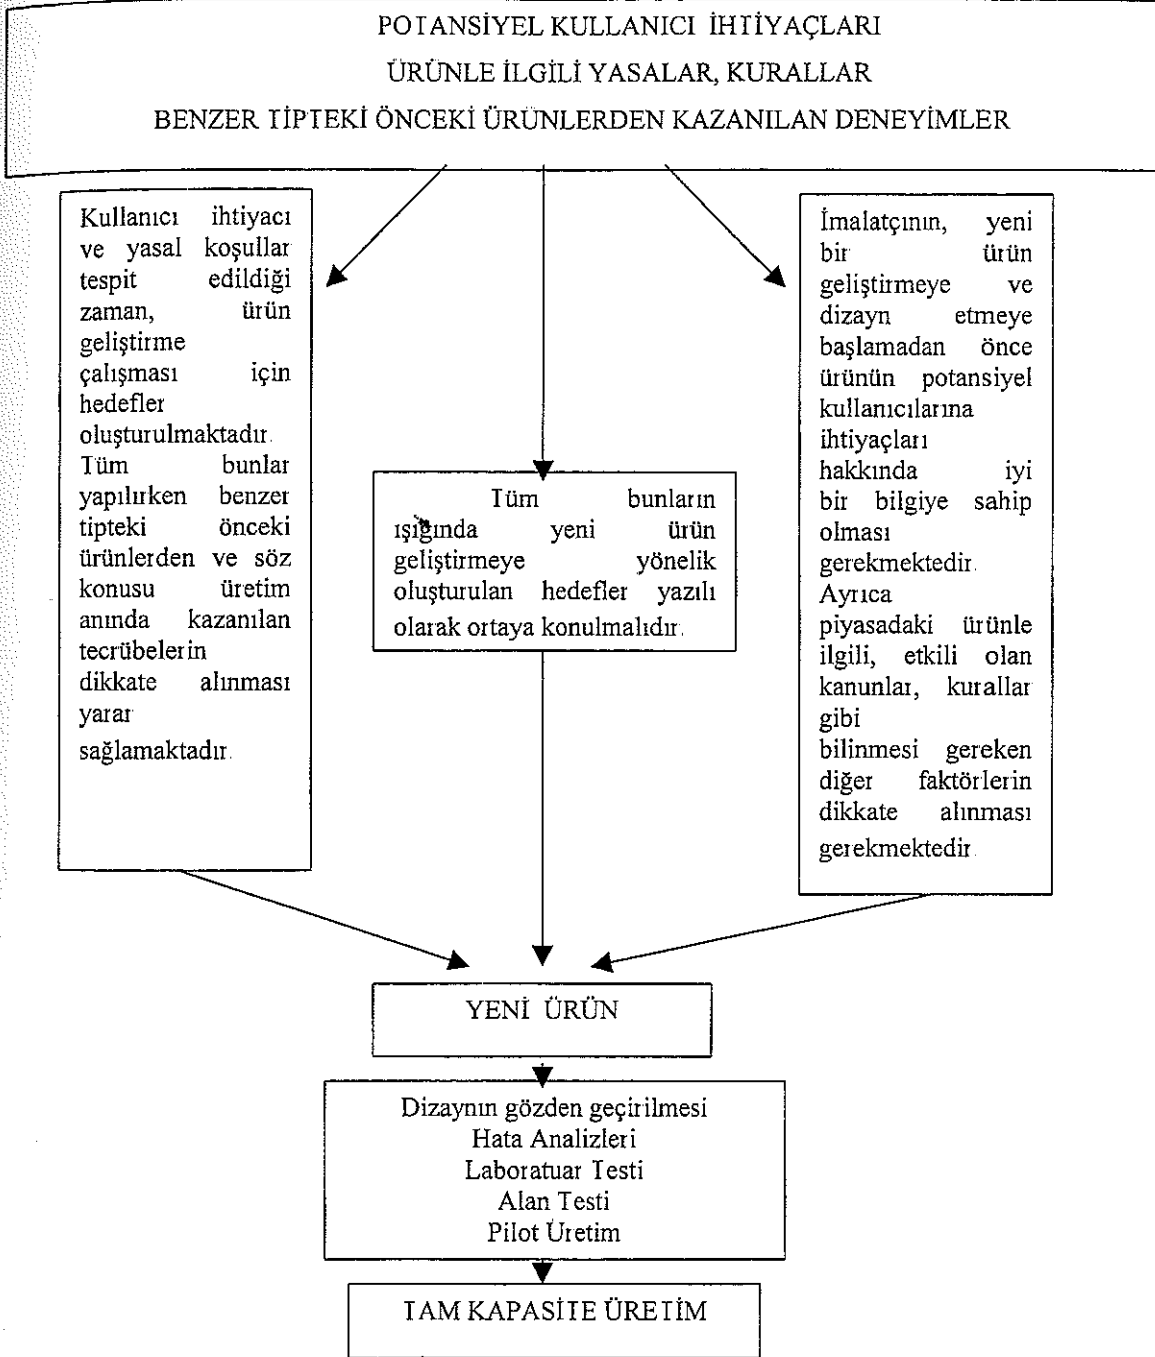 POTANSİYEL KULLANICI İHTİYAÇLARI
ÜRÜNLE İLGİLİ YASALAR, KURALLAR
BENZER TİPTEKİ ÖNCEKİ ÜRÜNLERDEN KAZANILAN DENEYİMLER
Kullanıcı ihtiyacı
ve yasal koşullar
tespit edildiği
zaman, ürün
geliştirme
çalışması için
hedefler
oluşturulmaktadır.
Tüm bunlar
yapılırken benzer
tipteki önceki
ürünlerden ve söz
konusu üretim
anında kazanılan
tecrübelerin
dikkate alınması
yarar
sağlamaktadır.
Tüm bunların
ışığında yeni ürün
geliştirmeye yönelik
oluşturulan hedefler yazılı
olarak ortaya konulmalıdır.
İmalatçının, yeni
bir ürün
geliştirmeye ve
dizayn etmeye
başlamadan önce
ürünün potansiyel
kullanıcılarına
ihtiyaçları
hakkında iyi
bir bilgiye sahip
olması
gerekmektedir.
Ayrıca
piyasadaki ürünle
ilgili, etkili olan
kanunlar, kurallar
gibi
bilinmesi gereken
diğer faktörlerin
dikkate alınması
gerekmektedir.
YENİ ÜRÜN
Dizaynın gözden geçirilmesi
Hata Analizleri
Laboratuar Testi
Alan Testi
Pilot Üretim
TAM KAPASİTE ÜRETİM